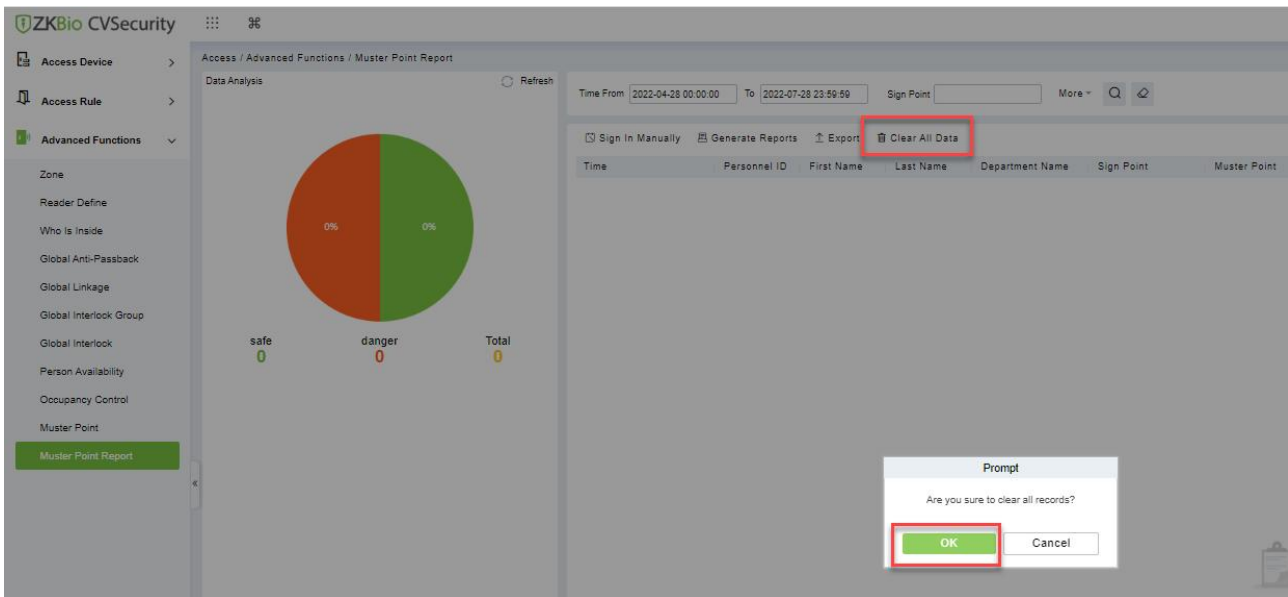 ZKBio CVSecurity
Access Device
Access Rule
Advanced Functions
Zone
Reader Define
Who Is Inside
Global Anti-Passback
Global Linkage
Global Interlock Group
Global Interlock
Person Availability
Occupancy Control
Muster Point
Muster Point Report
Access / Advanced Functions / Muster Point Report
Data Analysis Refresh
0% 0%
safe danger Total
0 0 0
Time From 2022-04-28 00:00:00 To 2022-07-28 23:59:59 Sign Point More
Sign In Manually Generate Reports Export Clear All Data
Time Personnel ID First Name Last Name Department Name Sign Point Muster Point
Prompt
Are you sure to clear all records?
OK Cancel